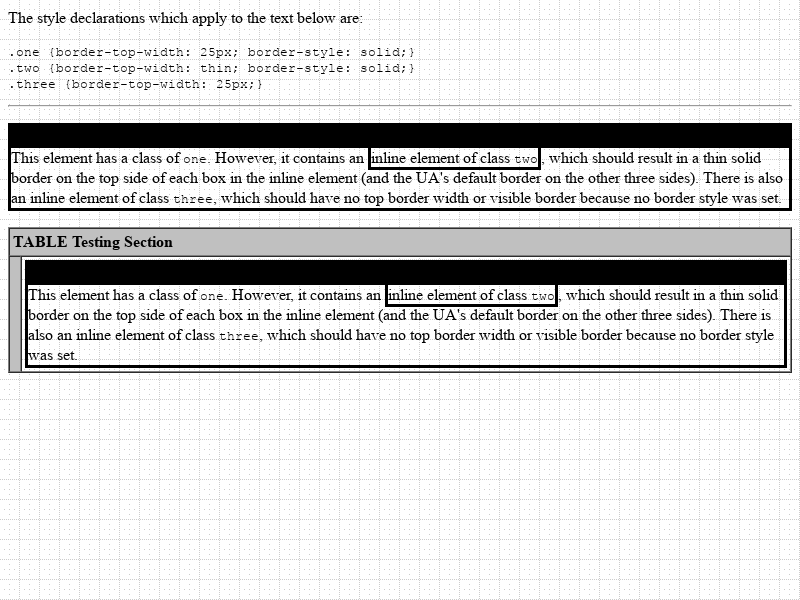 The style declarations which apply to the text below are:
.one {border-top-width: 25px; border-style: solid;}
.two {border-top-width: thin; border-style: solid;}
.three {border-top-width: 25px;}
This element has a class of one. However, it contains an inline element of class two, which should result in a thin solid
border on the top side of each box in the inline element (and the UA's default border on the other three sides). There is also
an inline element of class three, which should have no top border width or visible border because no border style was set.
TABLE Testing Section
This element has a class of one. However, it contains an inline element of class two, which should result in a thin solid
border on the top side of each box in the inline element (and the UA's default border on the other three sides). There is
also an inline element of class three, which should have no top border width or visible border because no border style
was set.